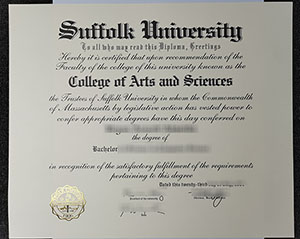 Suffolk University
To all who may read this Diploma, Greetings
Hereby it is certified that upon recommendation of the
Faculty of the college of this university known as the
College of Arts and Sciences
the Trustees of Suffolk University in whom the Commonwealth
of Massachusetts by legislative action has vested power to
confer appropriate degrees have this day conferred on
the degree of
Bachelor
in recognition of the satisfactory fulfillment of the requirements
pertaining to this degree
Dated this twenty-third